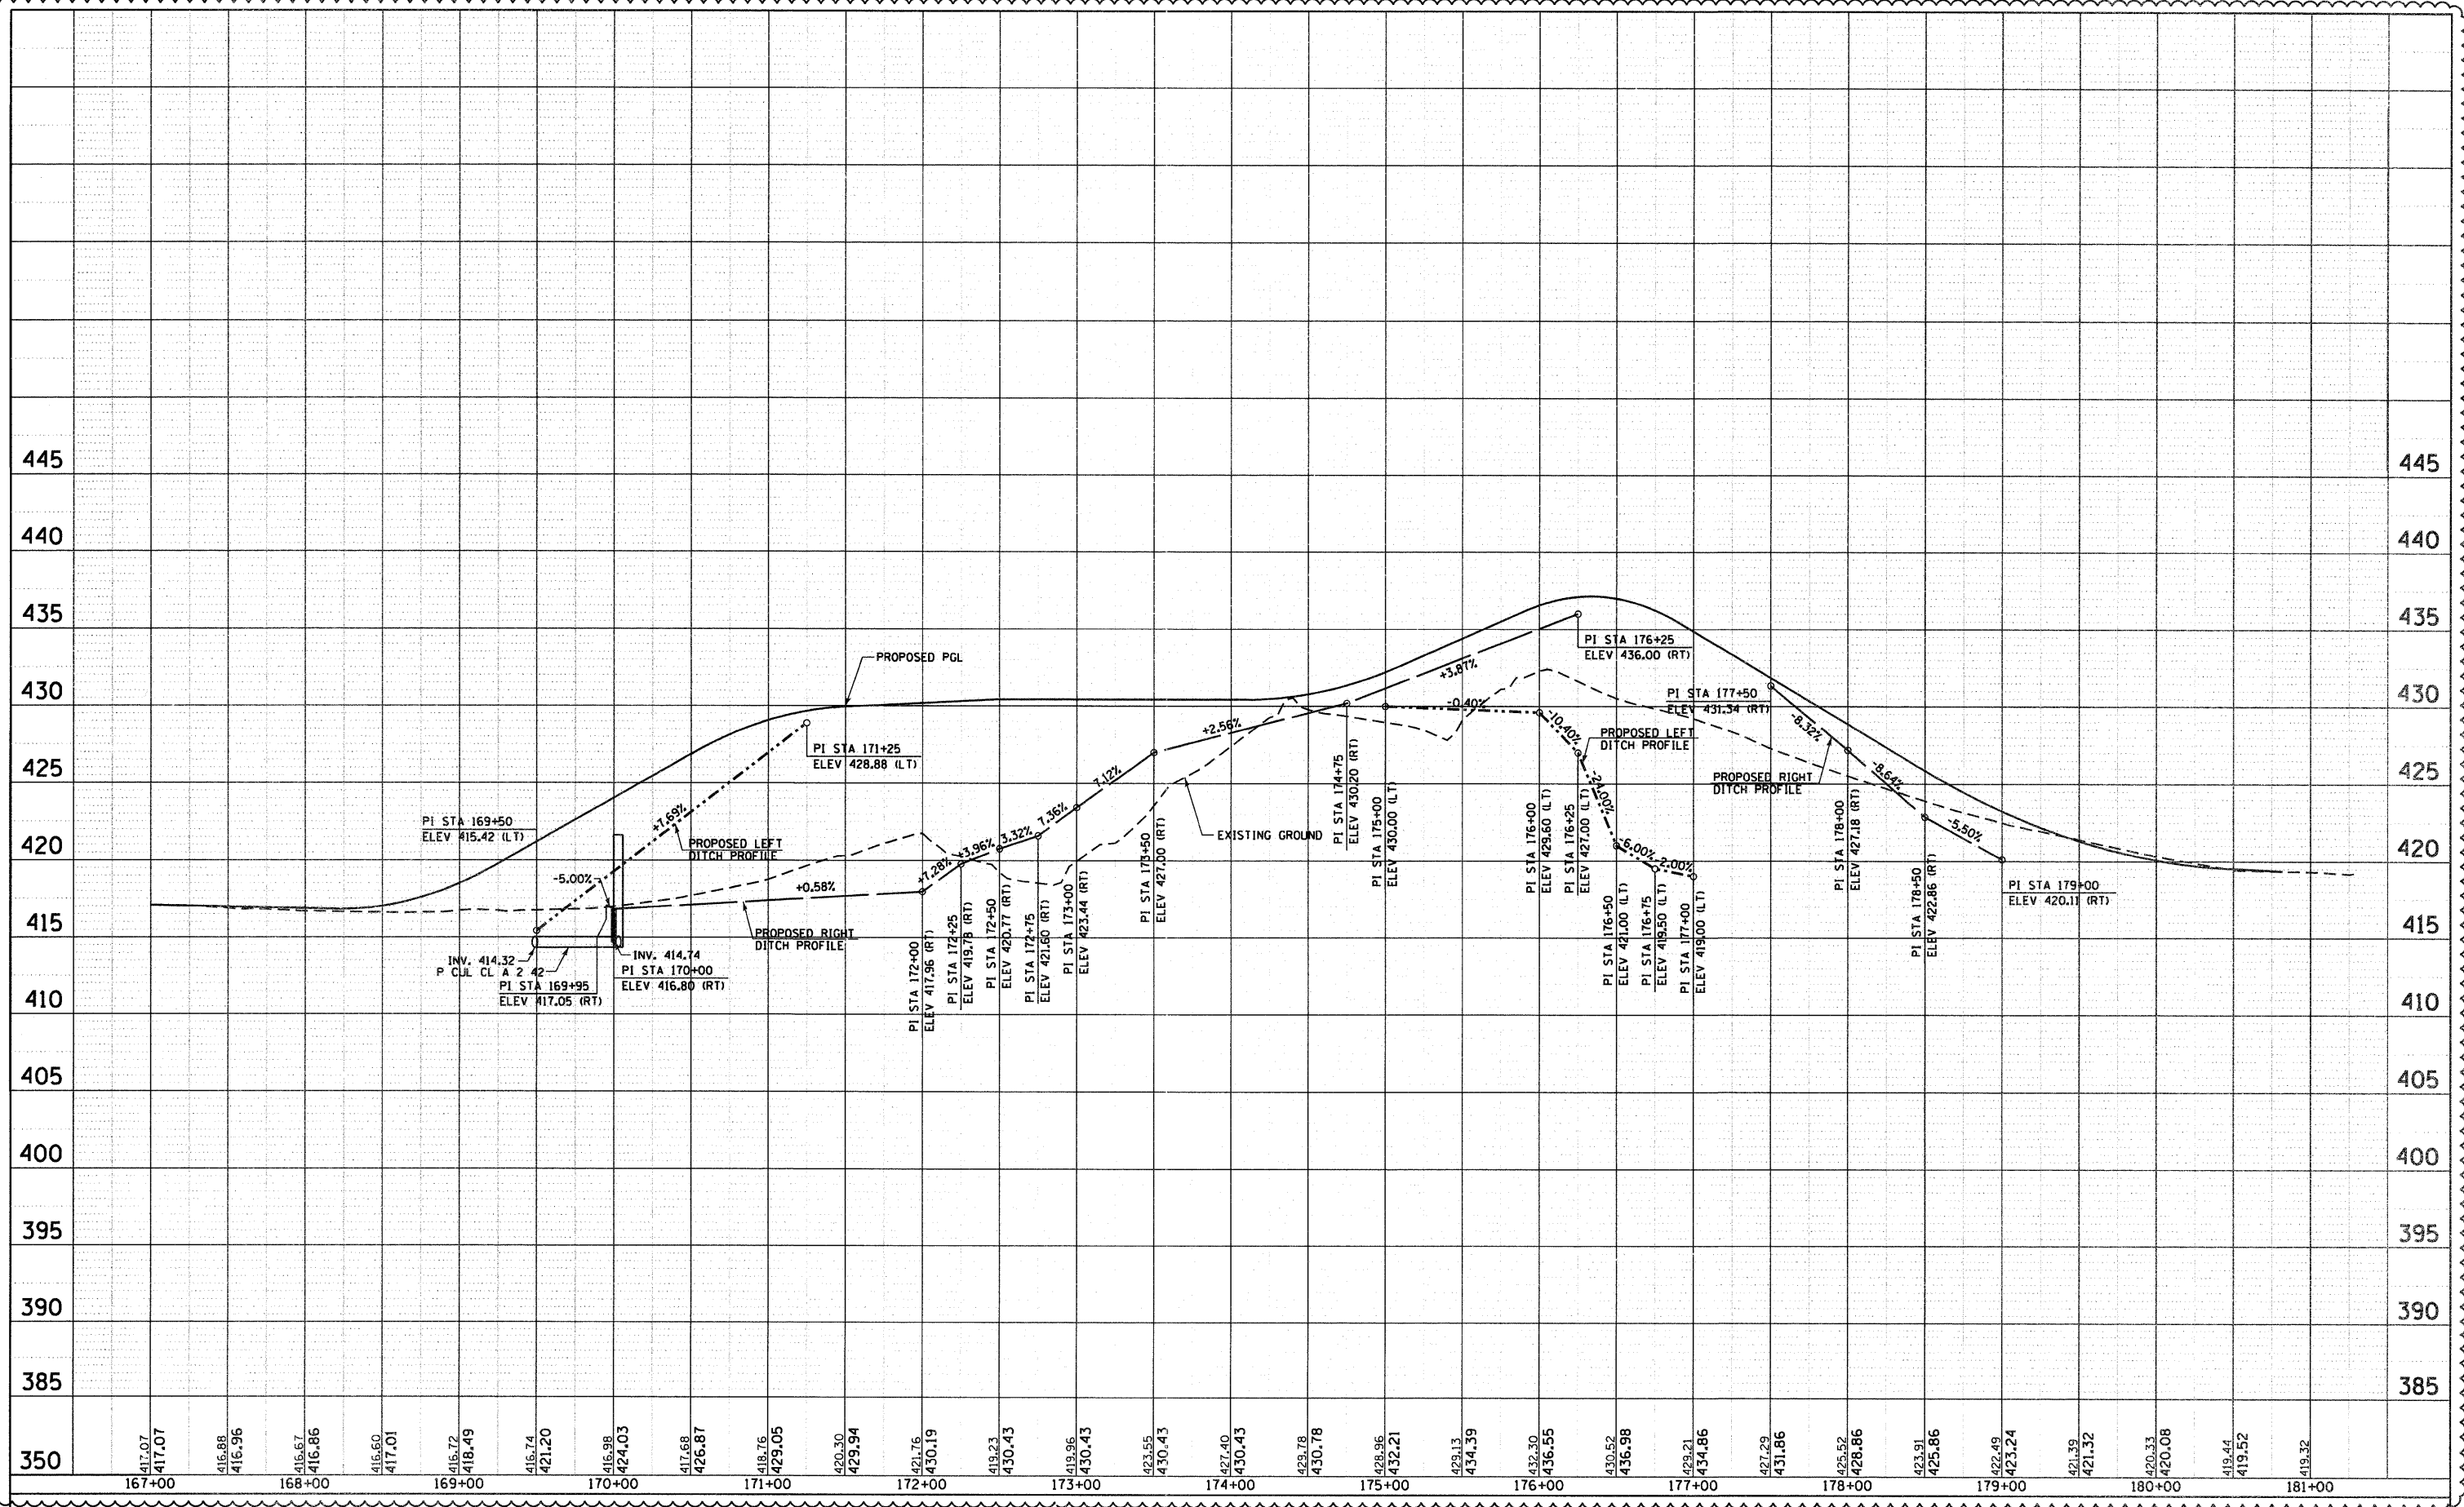 445
445
440
440
435
435
430
430
425
425
420
420
415
415
410
410
405
405
400
400
395
395
390
390
385
385
350
PROPOSED PGL
PI STA 176+25
ELEV 436.00 (RT)
+3.87%
PI STA 177+50
ELEV 431.34 (RT)
-0.40%
-8.32%
+2.56%
-10.40%
PROPOSED LEFT
DITCH PROFILE
PI STA 171+25
ELEV 428.88 (LT)
PROPOSED RIGHT
DITCH PROFILE
-8.64%
-24.00%
7.12%
+7.69%
PI STA 169+50
ELEV 415.42 (LT)
EXISTING GROUND
PROPOSED LEFT
DITCH PROFILE
7.36%
3.32%
+3.96%
+7.28%
-5.50%
-6.00%
-2.00%
-5.00%
+0.58%
PROPOSED RIGHT
DITCH PROFILE
PI STA 179+00
ELEV 420.11 (RT)
INV. 414.32
P CUL CL A 2 42
INV. 414.74
PI STA 170+00
ELEV 416.80 (RT)
PI STA 169+95
ELEV 417.05 (RT)
PI STA 172+00
ELEV 417.96 (RT)
PI STA 172+25
ELEV 419.78 (RT)
PI STA 172+50
ELEV 420.77 (RT)
PI STA 172+75
ELEV 421.60 (RT)
PI STA 173+00
ELEV 423.44 (RT)
PI STA 173+50
ELEV 427.00 (RT)
PI STA 174+75
ELEV 430.20 (RT)
PI STA 175+00
ELEV 430.00 (LT)
PI STA 176+00
ELEV 429.60 (LT)
PI STA 176+25
ELEV 427.00 (LT)
PI STA 176+50
ELEV 421.00 (LT)
PI STA 176+75
ELEV 419.50 (LT)
PI STA 177+00
ELEV 419.00 (LT)
PI STA 178+00
ELEV 427.18 (RT)
PI STA 178+50
ELEV 422.86 (RT)
417.07
417.07
416.88
416.96
416.67
416.86
416.60
417.01
416.72
418.49
416.74
421.20
416.98
424.03
417.68
426.87
418.76
429.05
420.30
429.94
421.76
430.19
419.23
430.43
419.96
430.43
423.55
430.43
427.40
430.43
429.78
430.78
428.96
432.21
429.13
434.39
432.30
436.55
430.52
436.98
429.21
434.86
427.29
431.86
425.52
428.86
423.91
425.86
422.49
423.24
421.39
421.32
420.33
420.08
419.44
419.52
419.32
167+00
168+00
169+00
170+00
171+00
172+00
173+00
174+00
175+00
176+00
177+00
178+00
179+00
180+00
181+00